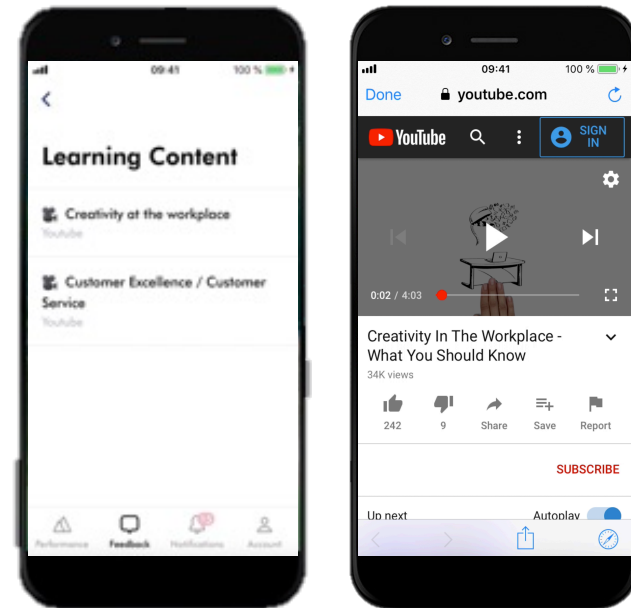 09:41 100 %
Learning Content
Creativity at the workplace
Youtube
Customer Excellence / Customer
Service
Youtube
Performance Feedback Notifications Account
09:41 100 %
Done youtube.com
YouTube SIGN
IN
0:02 / 4:03
Creativity In The Workplace -
What You Should Know
34K views
242 9 Share Save Report
SUBSCRIBE
Up next Autoplay